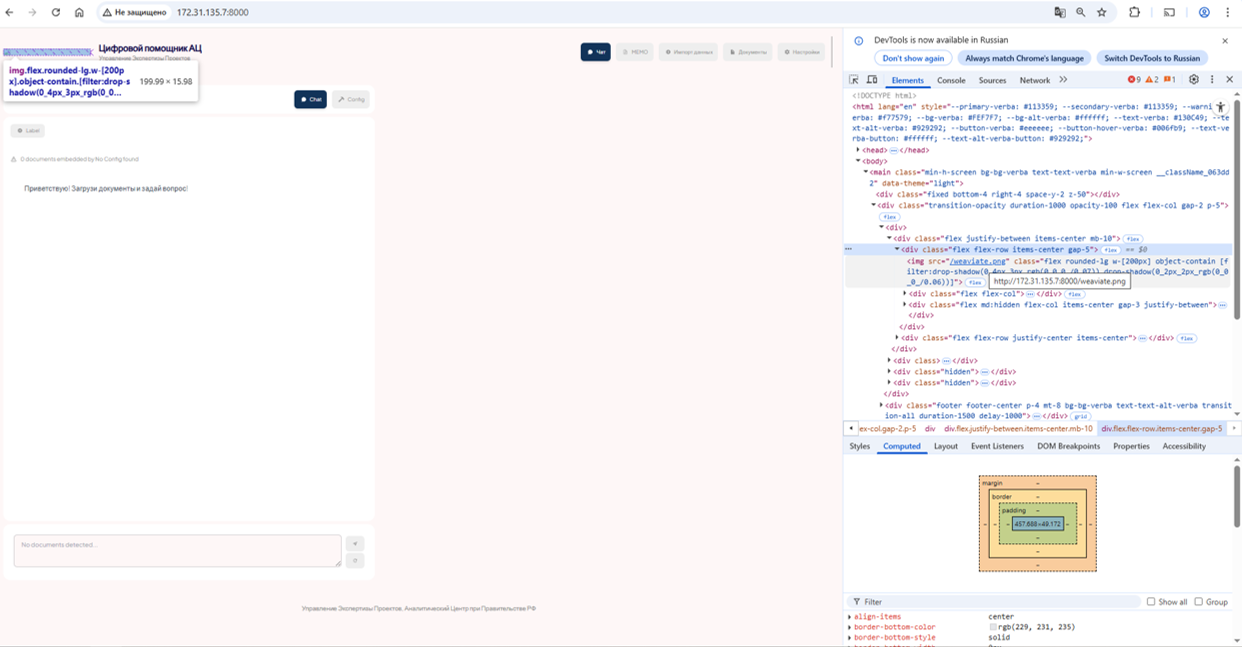 Не защищено 172.31.135.7:8000
Цифровой помощник АЦ
Управление Экспертизы Проектов
Чат МЕМО Импорт данных Документы Настройки
img.flex.rounded-lg.w-[200p
x].object-contain.[filter:drop-s
hadow(0_4px_3px_rgb(0_0... 199.99 × 15.98
Chat Config
Label
0 documents embedded by No Config found
Приветствую! Загрузи документы и задай вопрос!
No documents detected...
Управление Экспертизы Проектов, Аналитический Центр при Правительстве РФ
DevTools is now available in Russian
Don't show again Always match Chrome's language Switch DevTools to Russian
Elements Console Sources Network 9 2 1
<!DOCTYPE html>
<html lang="en" style="--primary-verba: #113359; --secondary-verba: #113359; --warni
verba: #f77579; --bg-verba: #FEF7F7; --bg-alt-verba: #ffffff; --text-verba: #130C49; --te
xt-alt-verba: #929292; --button-verba: #eeeeee; --button-hover-verba: #006fb9; --text-ve
rba-button: #ffffff; --text-alt-verba-button: #929292;">
<head> </head>
<body>
<main class="min-h-screen bg-bg-verba text-text-verba min-w-screen __className_063dd
2" data-theme="light">
<div class="fixed bottom-4 right-4 space-y-2 z-50"></div>
<div class="transition-opacity duration-1000 opacity-100 flex flex-col gap-2 p-5">
flex
<div>
<div class="flex justify-between items-center mb-10"> flex
<div class="flex flex-row items-center gap-5"> flex == $0
<img src="/weaviate.png" class="flex rounded-lg w-[200px] object-contain [f
ilter:drop-shadow(0_4px_3px_rgb(0_0_0_/0.07))_drop-shadow(0_2px_2px_rgb(0_0
_0_/0.06))]"> flex
http://172.31.135.7:8000/weaviate.png
<div class="flex flex-col"> </div> flex
<div class="flex md:hidden flex-col items-center gap-3 justify-between">
</div>
</div>
<div class="flex flex-row justify-center items-center"> </div> flex
</div>
<div class> </div>
<div class="hidden"> </div>
<div class="hidden"> </div>
</div>
<div class="footer footer-center p-4 mt-8 bg-bg-verba text-text-alt-verba transit
ion-all duration-1500 delay-1000"> </div> grid
ex-col.gap-2.p-5 div div.flex.justify-between.items-center.mb-10 div.flex.flex-row.items-center.gap-5
Styles Computed Layout Event Listeners DOM Breakpoints Properties Accessibility
margin -
border -
padding -
- - - 457.688×49.172 - - -
-
-
-
Filter Show all Group
align-items center
border-bottom-color rgb(229, 231, 235)
border-bottom-style solid